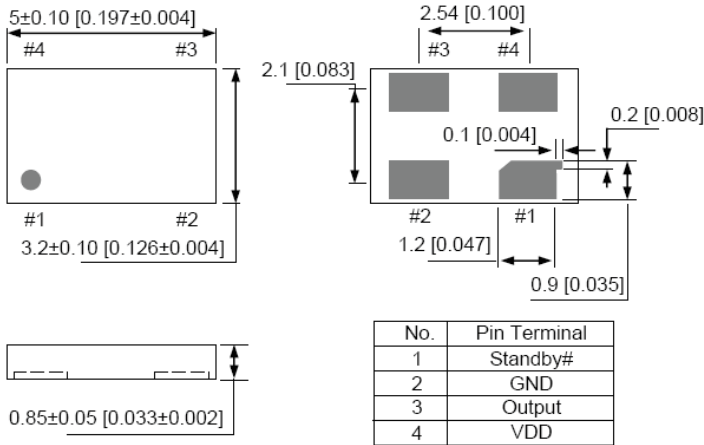 5±0.10 [0.197±0.004]
#4 #3
#1 #2
3.2±0.10 [0.126±0.004]
2.54 [0.100]
#3 #4
2.1 [0.083]
0.2 [0.008]
0.1 [0.004]
#2 #1
1.2 [0.047]
0.9 [0.035]
0.85±0.05 [0.033±0.002]
No. Pin Terminal
1 Standby#
2 GND
3 Output
4 VDD